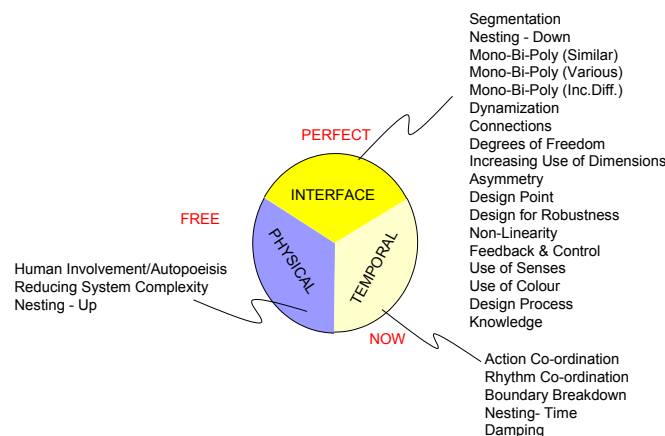 Segmentation
Nesting - Down
Mono-Bi-Poly (Similar)
Mono-Bi-Poly (Various)
Mono-Bi-Poly (Inc.Diff.)
Dynamization
Connections
Degrees of Freedom
Increasing Use of Dimensions
Asymmetry
Design Point
Design for Robustness
Non-Linearity
Feedback & Control
Use of Senses
Use of Colour
Design Process
Knowledge
PERFECT
INTERFACE
FREE
PHYSICAL
TEMPORAL
Human Involvement/Autopoeisis
Reducing System Complexity
Nesting - Up
NOW
Action Co-ordination
Rhythm Co-ordination
Boundary Breakdown
Nesting- Time
Damping